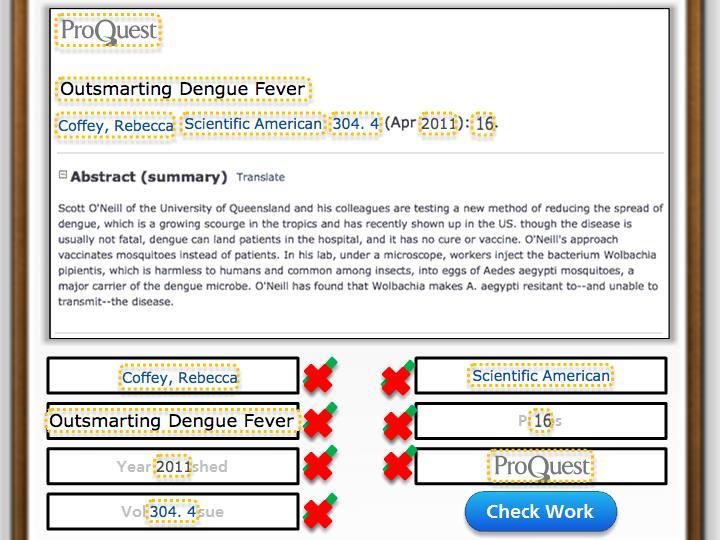 ProQuest
Outsmarting Dengue Fever
Coffey, Rebecca Scientific American 304. 4 (Apr 2011): 16.
Abstract (summary) Translate
Scott O'Neill of the University of Queensland and his colleagues are testing a new method of reducing the spread of
dengue, which is a growing scourge in the tropics and has recently shown up in the US. though the disease is
usually not fatal, dengue can land patients in the hospital, and it has no cure or vaccine. O'Neill's approach
vaccinates mosquitoes instead of patients. In his lab, under a microscope, workers inject the bacterium Wolbachia
pipientis, which is harmless to humans and common among insects, into eggs of Aedes aegypti mosquitoes, a
major carrier of the dengue microbe. O'Neill has found that Wolbachia makes A. aegypti resitant to--and unable to
transmit--the disease.
Coffey, Rebecca
Scientific American
Outsmarting Dengue Fever
16
Year 2011 shed
ProQuest
Vol 304. 4 sue
Check Work